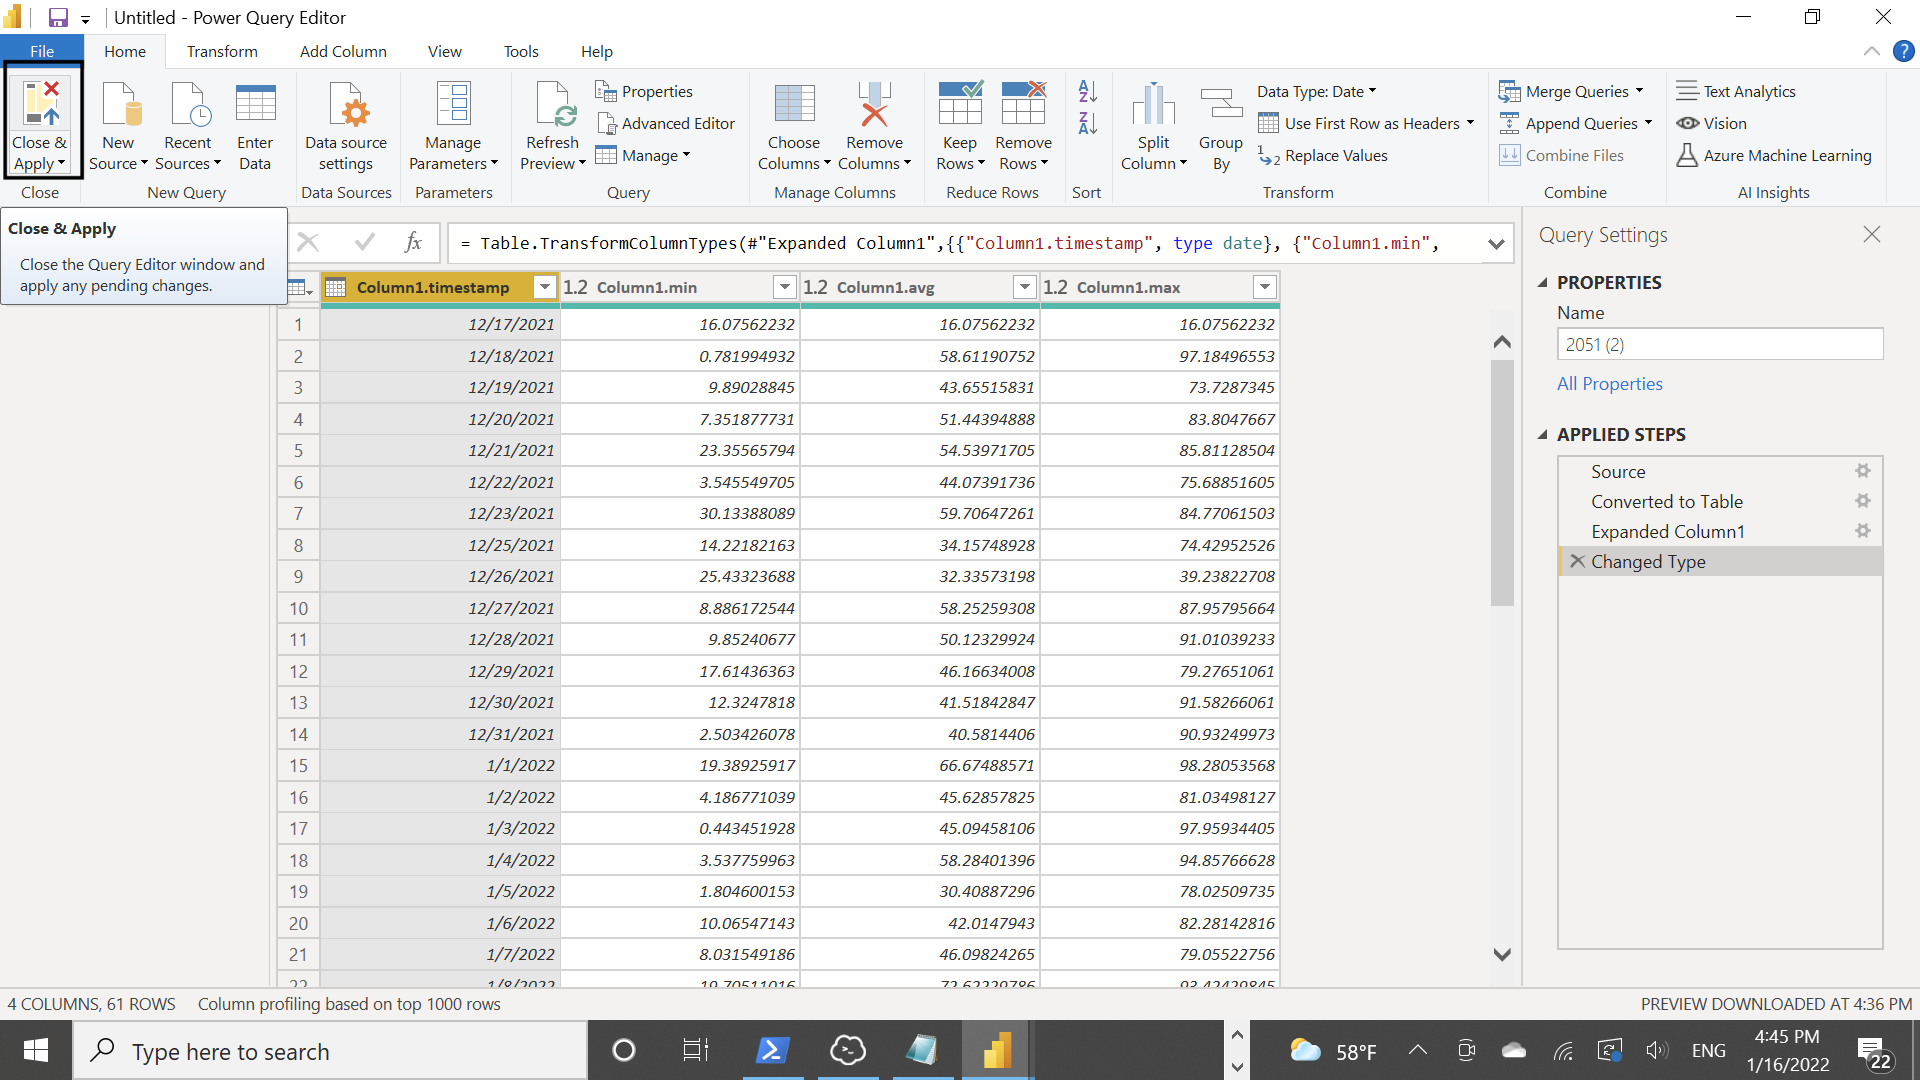 Untitled - Power Query Editor
File Home Transform Add Column View Tools Help
Close & Apply
New Source
Recent Sources
Enter Data
Data source settings
Manage Parameters
Refresh Preview
Properties
Advanced Editor
Manage
Choose Columns
Remove Columns
Keep Rows
Remove Rows
Split Column
Group By
Data Type: Date
Use First Row as Headers
Replace Values
Merge Queries
Append Queries
Combine Files
Text Analytics
Vision
Azure Machine Learning
Close New Query Data Sources Parameters Query Manage Columns Reduce Rows Sort Transform Combine AI Insights
Close & Apply
Close the Query Editor window and
apply any pending changes.
fx = Table.TransformColumnTypes(#"Expanded Column1",{{"Column1.timestamp", type date}, {"Column1.min",
Column1.timestamp 1.2 Column1.min 1.2 Column1.avg 1.2 Column1.max
1 12/17/2021 16.07562232 16.07562232 16.07562232
2 12/18/2021 0.781994932 58.61190752 97.18496553
3 12/19/2021 9.89028845 43.65515831 73.7287345
4 12/20/2021 7.351877731 51.44394888 83.8047667
5 12/21/2021 23.35565794 54.53971705 85.81128504
6 12/22/2021 3.545549705 44.07391736 75.68851605
7 12/23/2021 30.13388089 59.70647261 84.77061503
8 12/25/2021 14.22182163 34.15748928 74.42952526
9 12/26/2021 25.43323688 32.33573198 39.23822708
10 12/27/2021 8.886172544 58.25259308 87.95795664
11 12/28/2021 9.85240677 50.12329924 91.01039233
12 12/29/2021 17.61436363 46.16634008 79.27651061
13 12/30/2021 12.3247818 41.51842847 91.58266061
14 12/31/2021 2.503426078 40.5814406 90.93249973
15 1/1/2022 19.38925917 66.67488571 98.28053568
16 1/2/2022 4.186771039 45.62857825 81.03498127
17 1/3/2022 0.443451928 45.09458106 97.95934405
18 1/4/2022 3.537759963 58.28401396 94.85766628
19 1/5/2022 1.804600153 30.40887296 78.02509735
20 1/6/2022 10.06547143 42.0147943 82.28142816
21 1/7/2022 8.031549186 46.09824265 79.05522756
22 1/8/2022 19.70511016 72.62229786 93.42429845
Query Settings
PROPERTIES
Name
2051 (2)
All Properties
APPLIED STEPS
Source
Converted to Table
Expanded Column1
Changed Type
4 COLUMNS, 61 ROWS Column profiling based on top 1000 rows PREVIEW DOWNLOADED AT 4:36 PM
Type here to search 58°F ENG 4:45 PM
1/16/2022
22